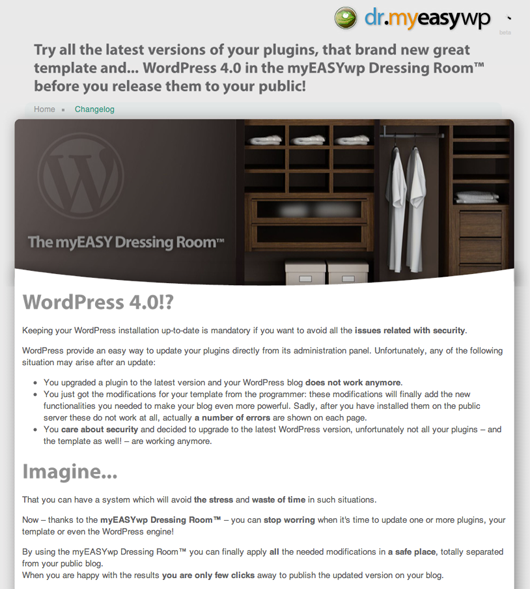 dr.myeasywp
beta
Try all the latest versions of your plugins, that brand new great
template and... WordPress 4.0 in the myEASYwp Dressing Room™
before you release them to your public!
Home • Changelog
W
The myEASY Dressing Room™
WordPress 4.0!?
Keeping your WordPress installation up-to-date is mandatory if you want to avoid all the issues related with security.
WordPress provide an easy way to update your plugins directly from its administration panel. Unfortunately, any of the following
situation may arise after an update:
• You upgraded a plugin to the latest version and your WordPress blog does not work anymore.
• You just got the modifications for your template from the programmer: these modifications will finally add the new
functionalities you needed to make your blog even more powerful. Sadly, after you have installed them on the public
server these do not work at all, actually a number of errors are shown on each page.
• You care about security and decided to upgrade to the latest WordPress version, unfortunately not all your plugins – and
the template as well! – are working anymore.
Imagine...
That you can have a system which will avoid the stress and waste of time in such situations.
Now – thanks to the myEASYwp Dressing Room™ – you can stop worring when it's time to update one or more plugins, your
template or even the WordPress engine!
By using the myEASYwp Dressing Room™ you can finally apply all the needed modifications in a safe place, totally separated
from your public blog.
When you are happy with the results you are only few clicks away to publish the updated version on your blog.